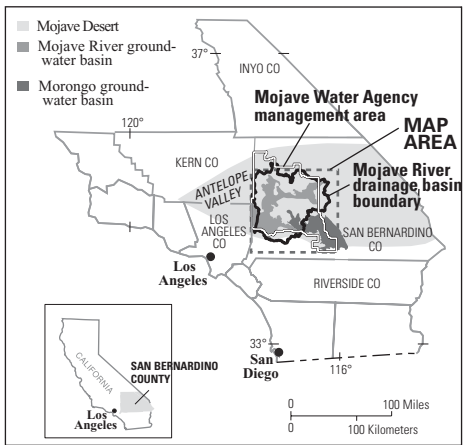 Mojave Desert
Mojave River ground-
water basin
Morongo ground-
water basin
37°
INYO CO
Mojave Water Agency
management area
120°
MAP
AREA
KERN CO
Mojave River
drainage basin
boundary
ANTELOPE
VALLEY
LOS
ANGELES
CO
SAN BERNARDINO
CO
Los
Angeles
RIVERSIDE CO
33°
San
Diego
116°
CALIFORNIA
SAN BERNARDINO
COUNTY
Los
Angeles
0 100 Miles
0 100 Kilometers